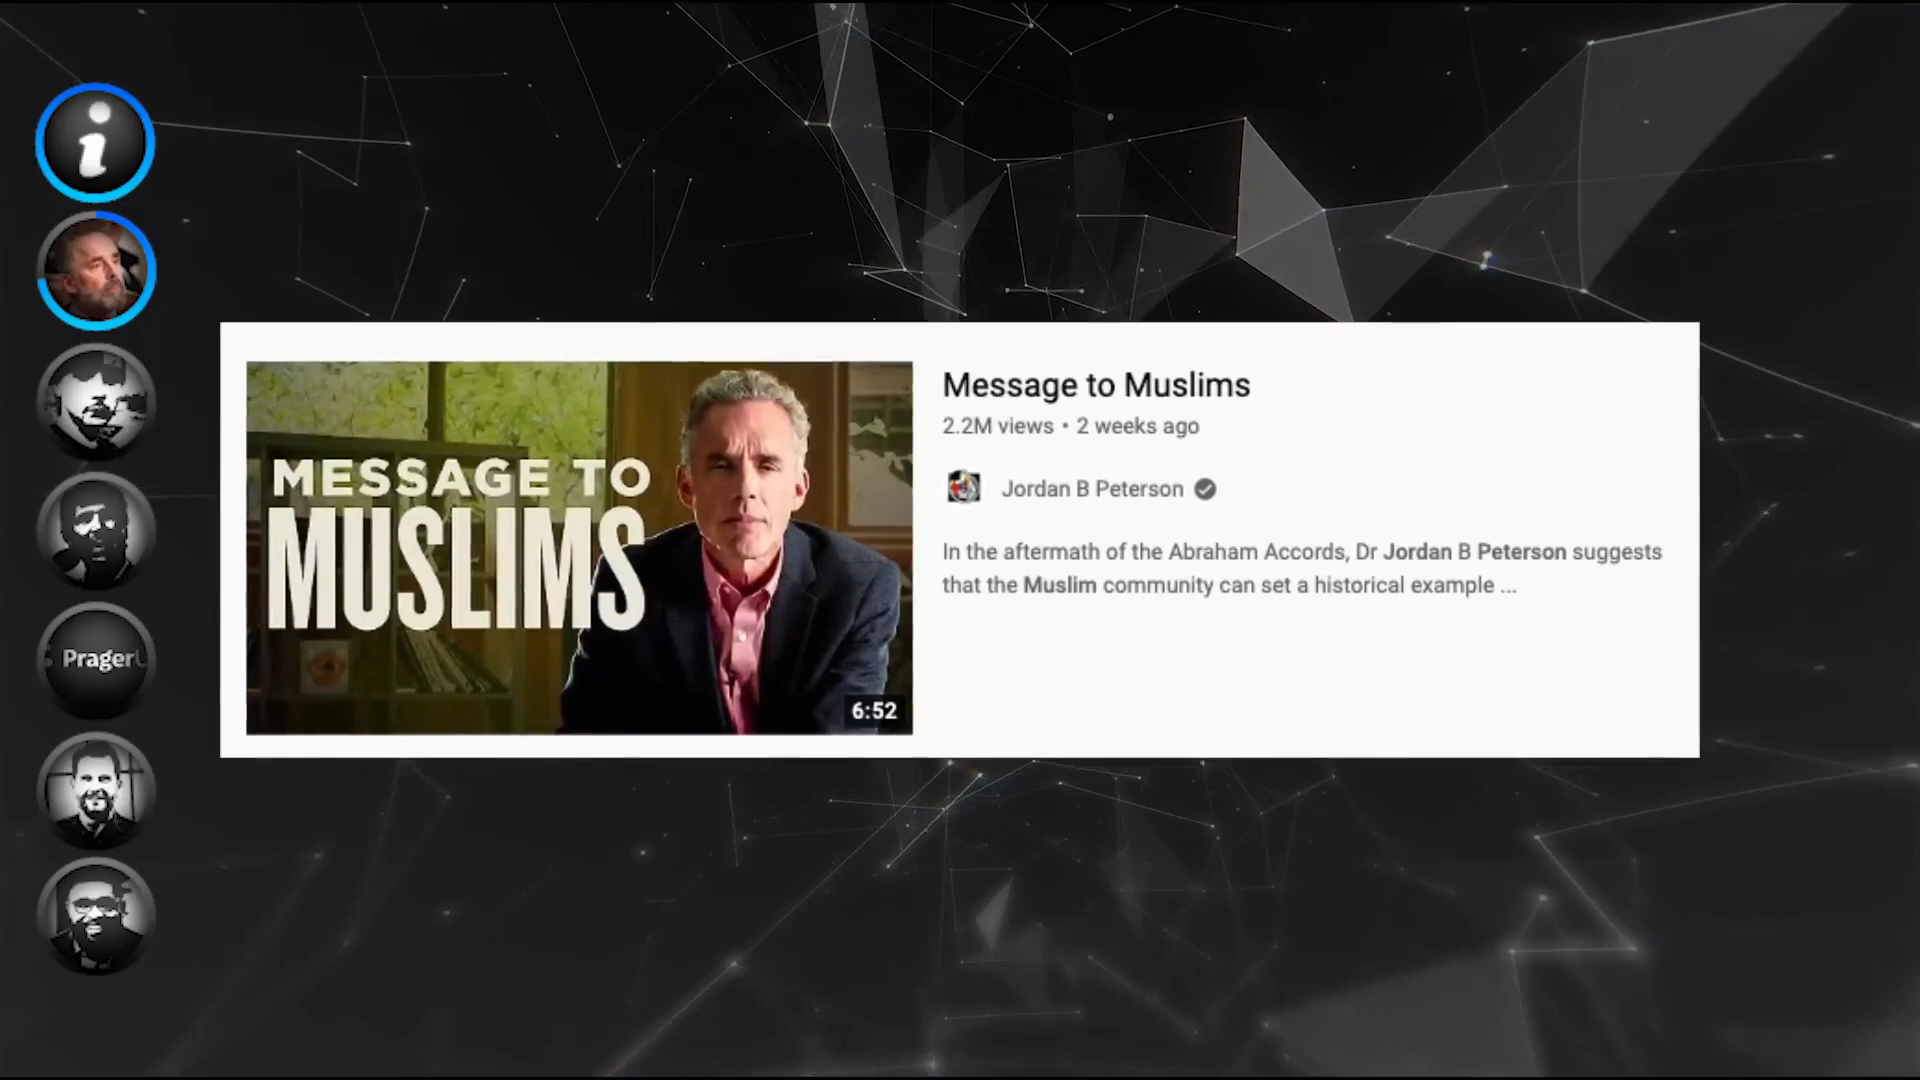 MESSAGE TO
MUSLIMS
6:52
Message to Muslims
2.2M views • 2 weeks ago
Jordan B Peterson
In the aftermath of the Abraham Accords, Dr Jordan B Peterson suggests
that the Muslim community can set a historical example ...
i
PragerU